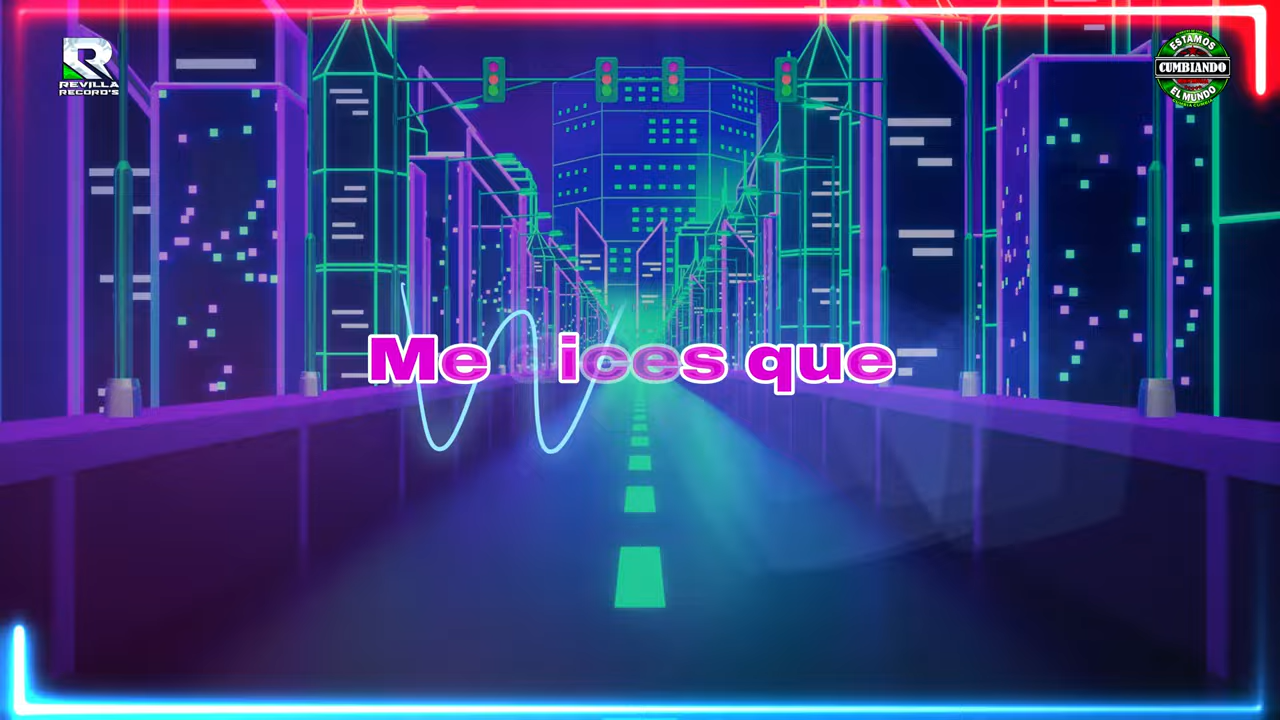 REVILLA
RECORD'S
ESTAMOS
CUMBIANDO
EL MUNDO
Me dices que